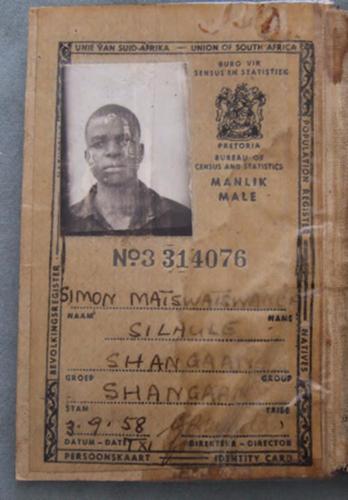 UNIE VAN SUID-AFRIKA — UNION OF SOUTH AFRICA
BURO VIR
SENSUS EN STATISTIEK
PRETORIA
BUREAU OF
CENSUS AND STATISTICS
MANLIK
MALE
No3 314076
SIMON
NAAM NAME
SILHULE
SHANGAAN
GROEP GROUP
SHANGAAN
STAM TRIBE
3.9.58
DATUM - DATE DIREKTEUR - DIRECTOR
PERSOONSKAART IDENTITY CARD
BEVOLKINGSREGISTER
POPULATION REGISTER
NATIVES